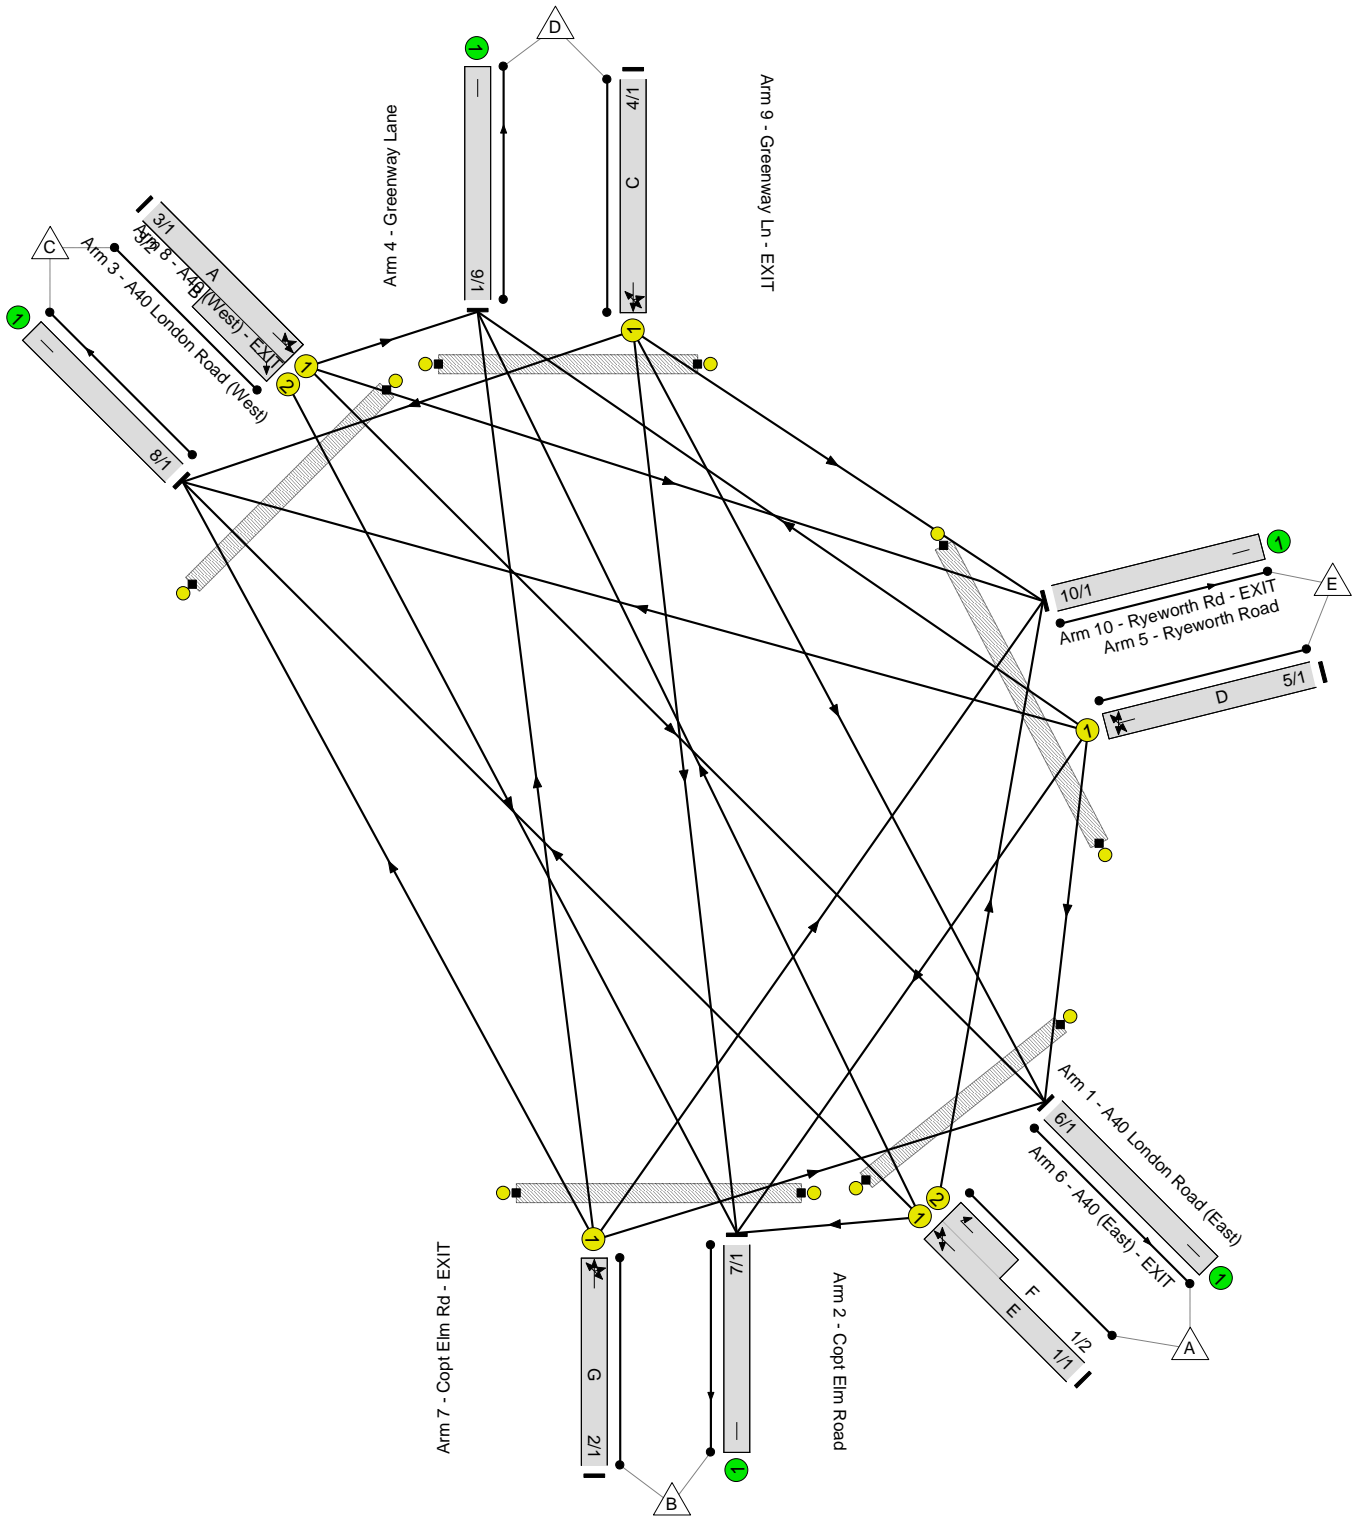 D
1
4/1
C
9/1
1
Arm 4 - Greenway Lane
Arm 9 - Greenway Ln - EXIT
3/1
3/2
A
B
Arm 8 - A40 (West) - EXIT
Arm 3 - A40 London Road (West)
C
1
8/1
1
2
10/1
1
E
Arm 10 - Ryeworth Rd - EXIT
Arm 5 - Ryeworth Road
D
5/1
1
Arm 1 - A40 London Road (East)
6/1
Arm 6 - A40 (East) - EXIT
1
A
2
1
F
E
1/2
1/1
1
7/1
G
2/1
1
B
Arm 7 - Copt Elm Rd - EXIT
Arm 2 - Copt Elm Road